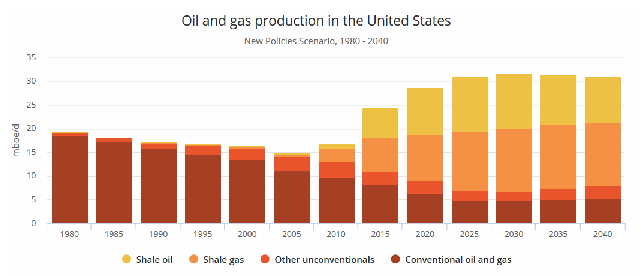 Oil and gas production in the United States
New Policies Scenario, 1980 - 2040
35
30
25
20
15
10
5
0
mboe/d
1980 1985 1990 1995 2000 2005 2010 2015 2020 2025 2030 2035 2040
Shale oil Shale gas Other unconventionals Conventional oil and gas